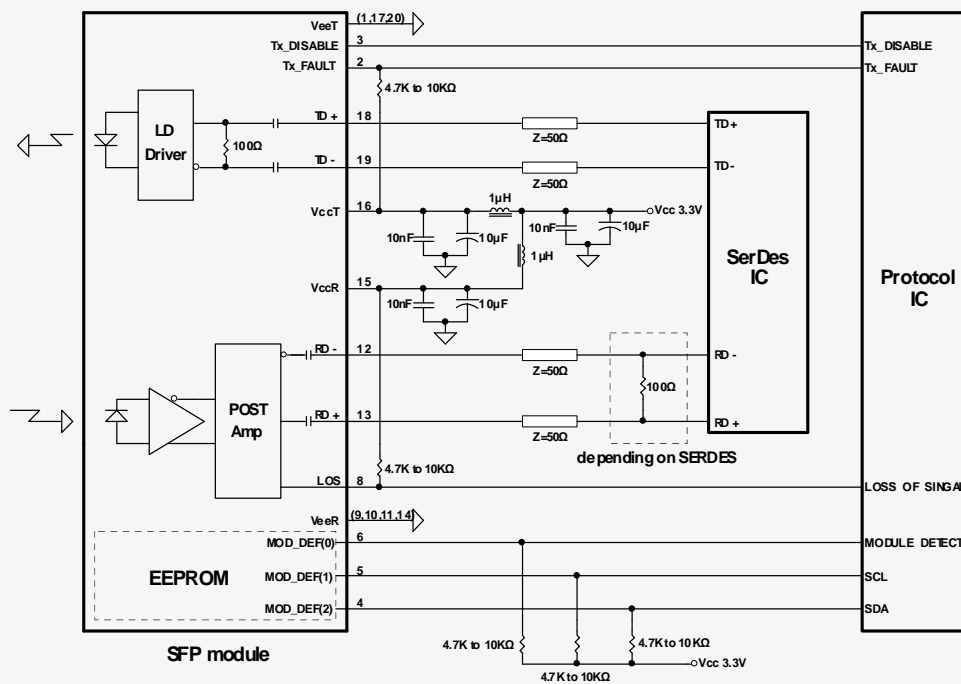 VeeT (1,17,20)
Tx_DISABLE 3 Tx_DISABLE
Tx_FAULT 2 Tx_FAULT
4.7K to 10KΩ
LD
Driver
100Ω
TD+ 18 TD+
Z=50Ω
TD- 19 TD-
Z=50Ω
1µH
VccT 16 Vcc 3.3V
10nF 10µF 10nF 10µF
1µH
SerDes
IC
Protocol
IC
VccR 15
10nF 10µF
RD- 12 RD-
Z=50Ω
100Ω
POST
Amp
RD+ 13 RD+
Z=50Ω
depending on SERDES
4.7K to 10KΩ
LOS 8 LOSS OF SINGAL
VeeR (9,10,11,14)
MOD_DEF(0) 6 MODULE DETECT
EEPROM
MOD_DEF(1) 5 SCL
MOD_DEF(2) 4 SDA
4.7K to 10KΩ 4.7K to 10KΩ
SFP module
Vcc 3.3V
4.7K to 10KΩ